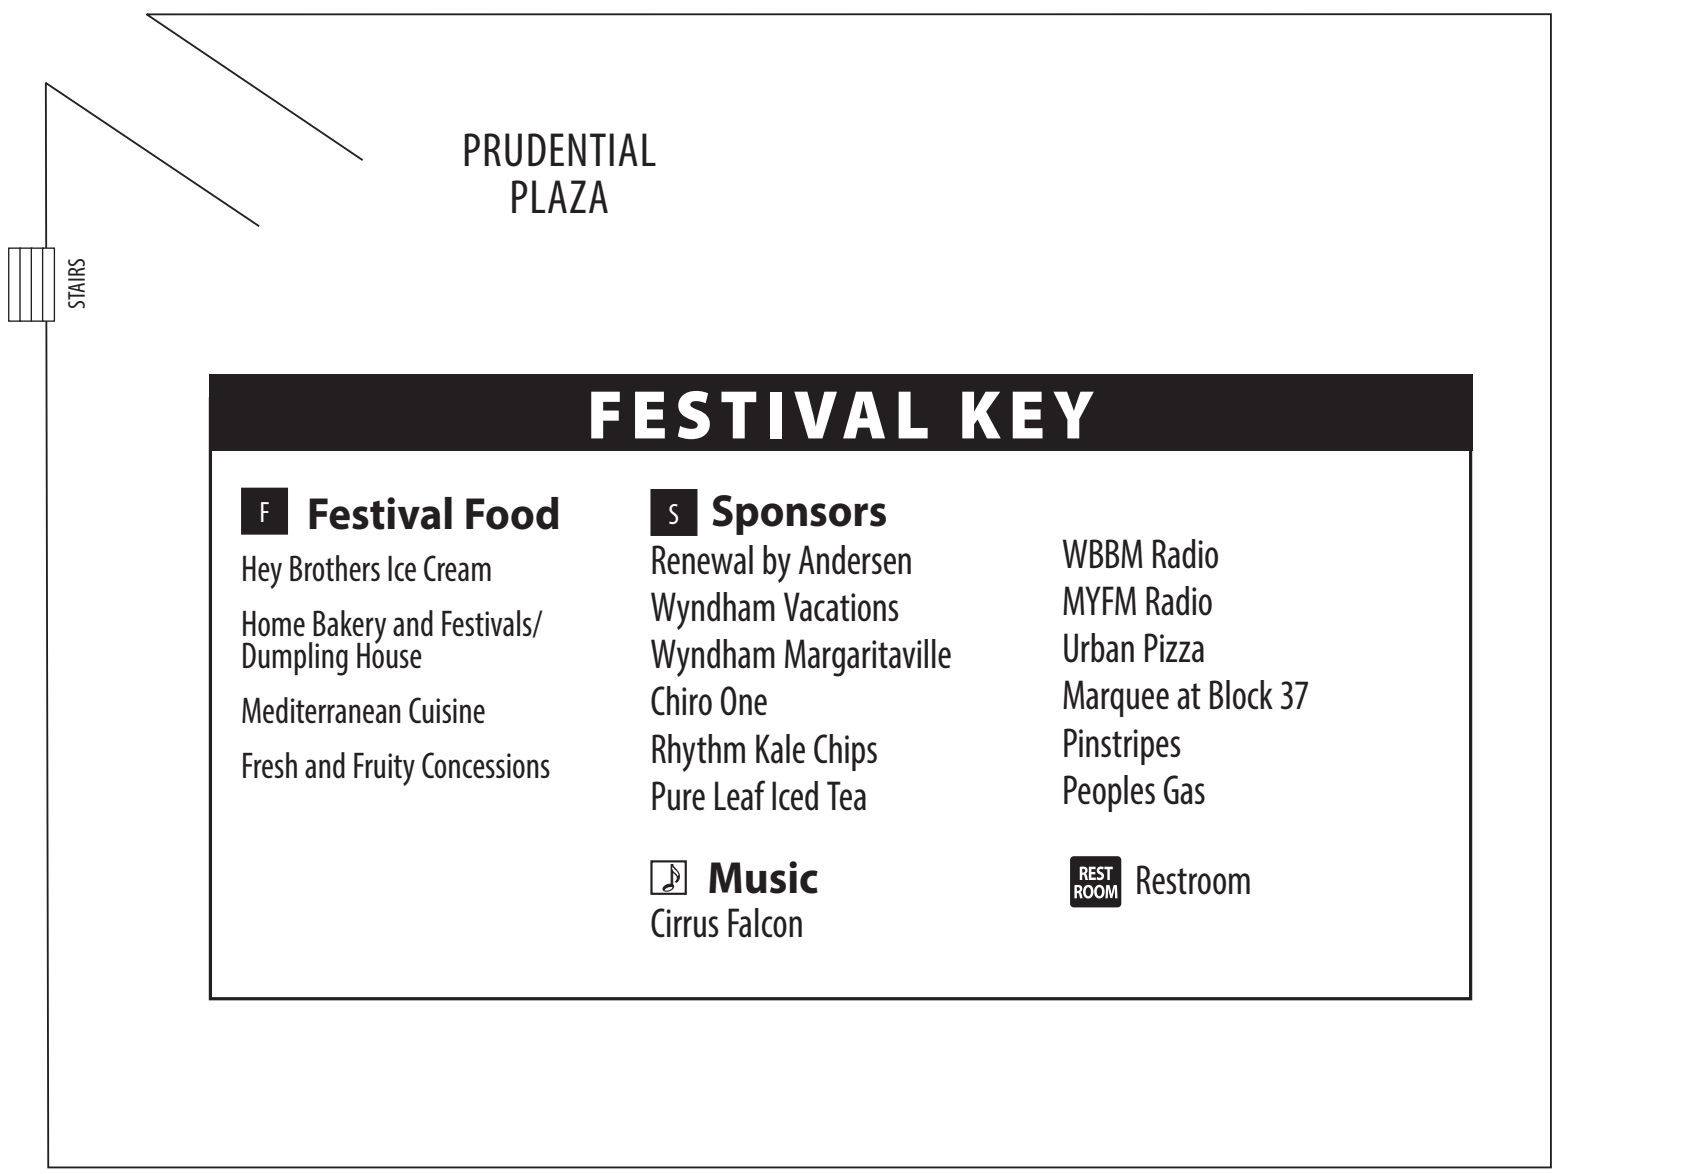 PRUDENTIAL
PLAZA
STAIRS
FESTIVAL KEY
F Festival Food
Hey Brothers Ice Cream
Home Bakery and Festivals/
Dumpling House
Mediterranean Cuisine
Fresh and Fruity Concessions
S Sponsors
Renewal by Andersen
Wyndham Vacations
Wyndham Margaritaville
Chiro One
Rhythm Kale Chips
Pure Leaf Iced Tea
WBBM Radio
MYFM Radio
Urban Pizza
Marquee at Block 37
Pinstripes
Peoples Gas
Music
Cirrus Falcon
REST
ROOM
Restroom